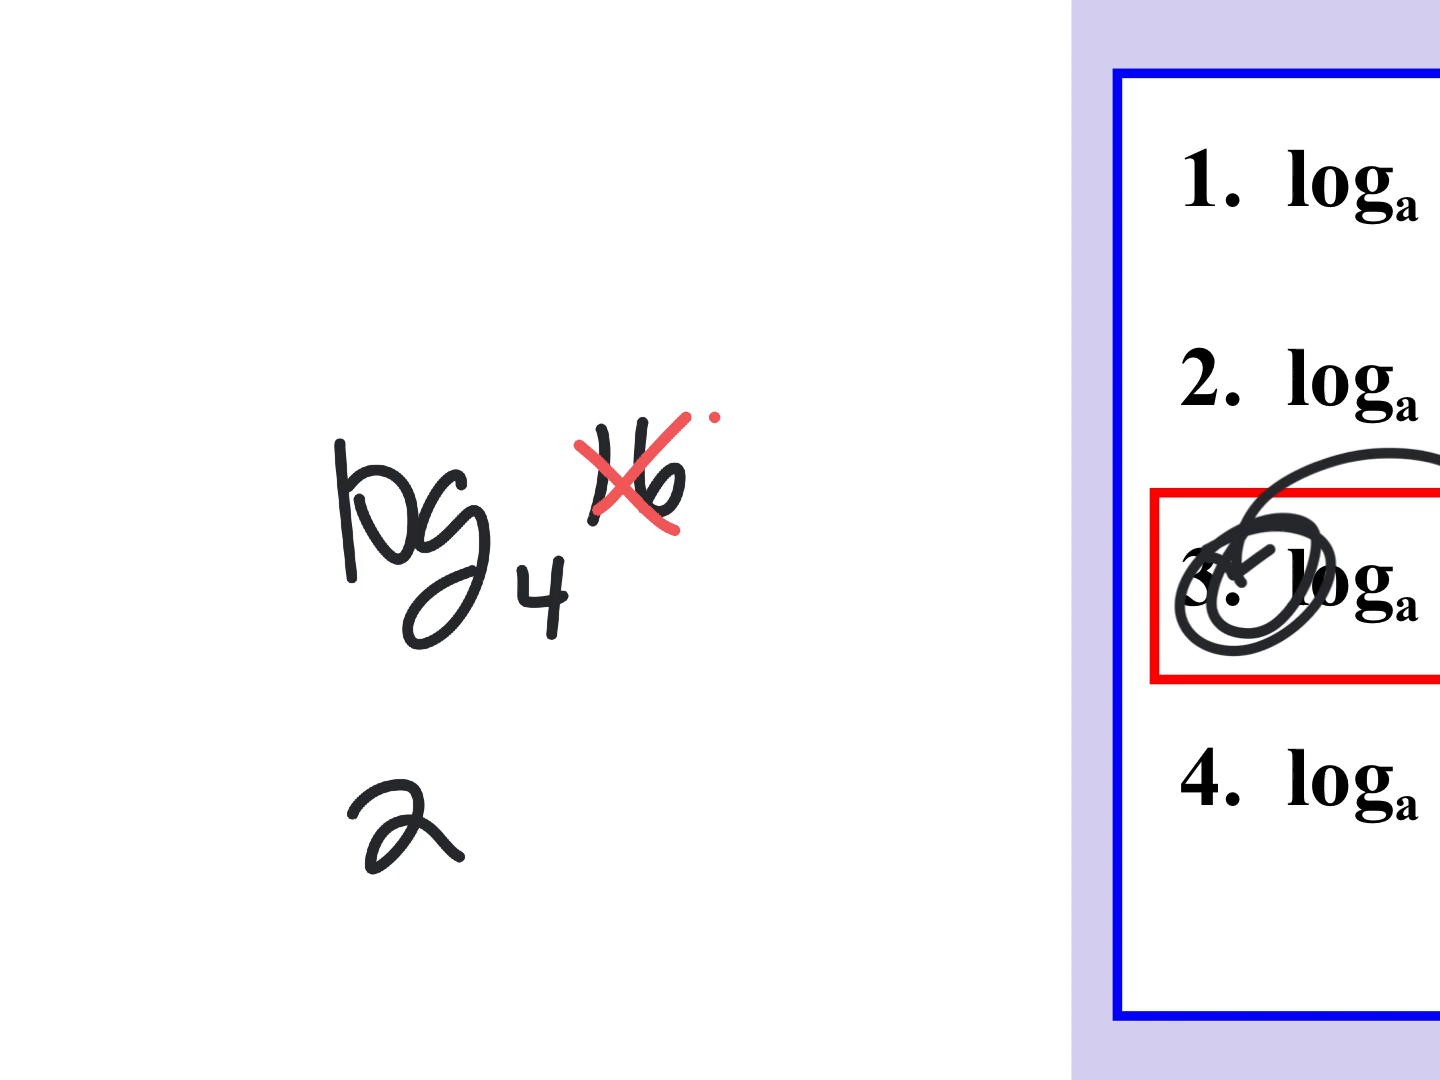 log₄ 16
2
1. logₐ
2. logₐ
3. logₐ
4. logₐ